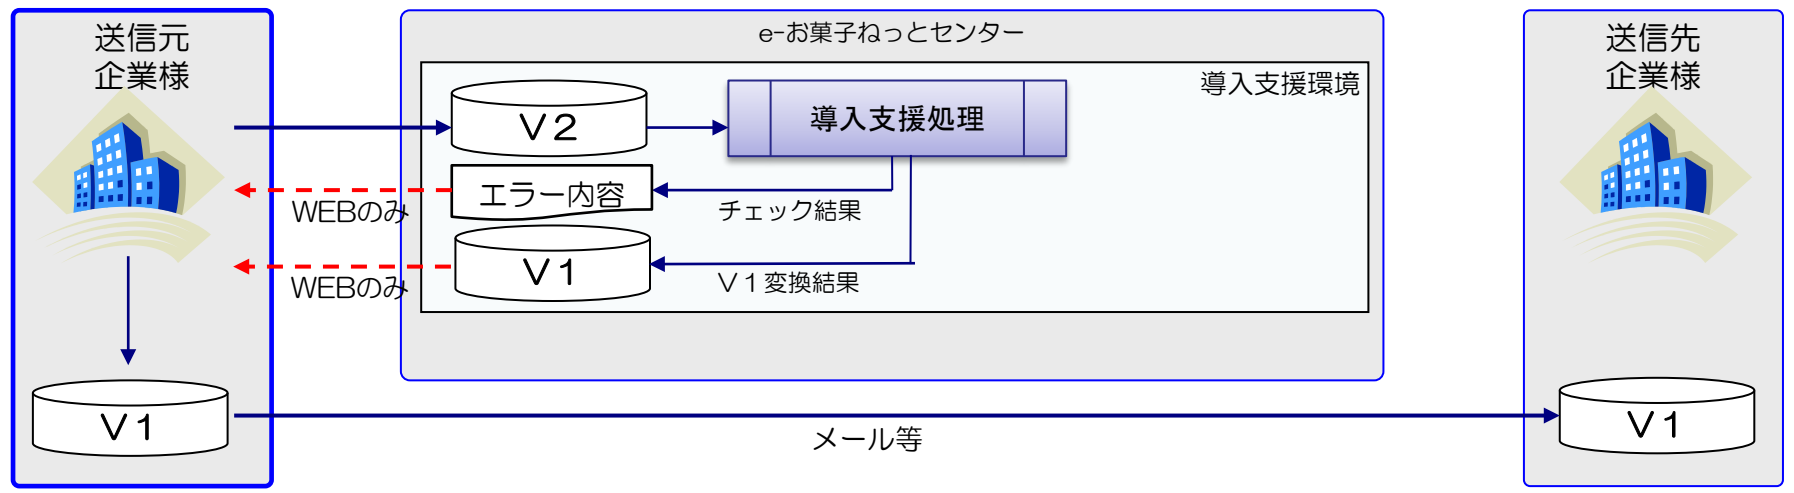 送信元
企業様
e-お菓子ねっとセンター
送信先
企業様
導入支援環境
V2
導入支援処理
エラー内容
WEBのみ
チェック結果
V1
WEBのみ
V1変換結果
V1
メール等
V1